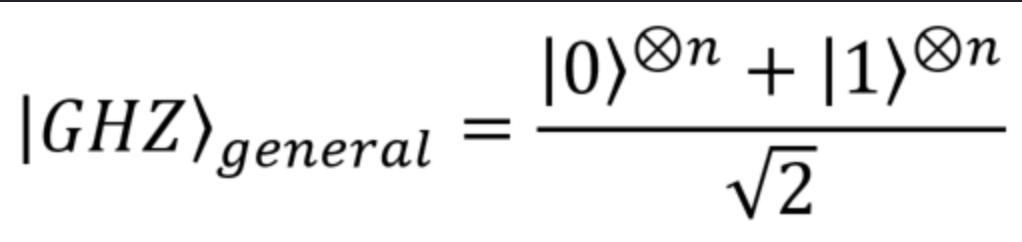 |GHZ⟩_general = (|0⟩^⊗n + |1⟩^⊗n) / √2